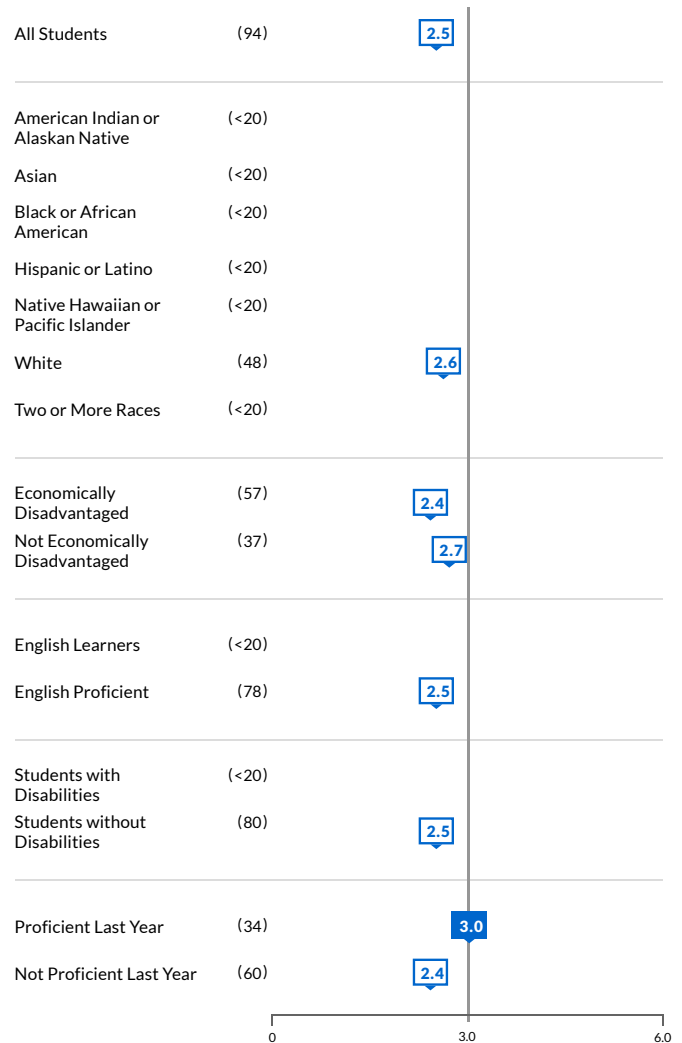 All Students (94) 2.5
American Indian or (<20)
Alaskan Native
Asian (<20)
Black or African (<20)
American
Hispanic or Latino (<20)
Native Hawaiian or (<20)
Pacific Islander
White (48) 2.6
Two or More Races (<20)
Economically (57) 2.4
Disadvantaged
Not Economically (37) 2.7
Disadvantaged
English Learners (<20)
English Proficient (78) 2.5
Students with (<20)
Disabilities
Students without (80) 2.5
Disabilities
Proficient Last Year (34) 3.0
Not Proficient Last Year (60) 2.4
0 3.0 6.0